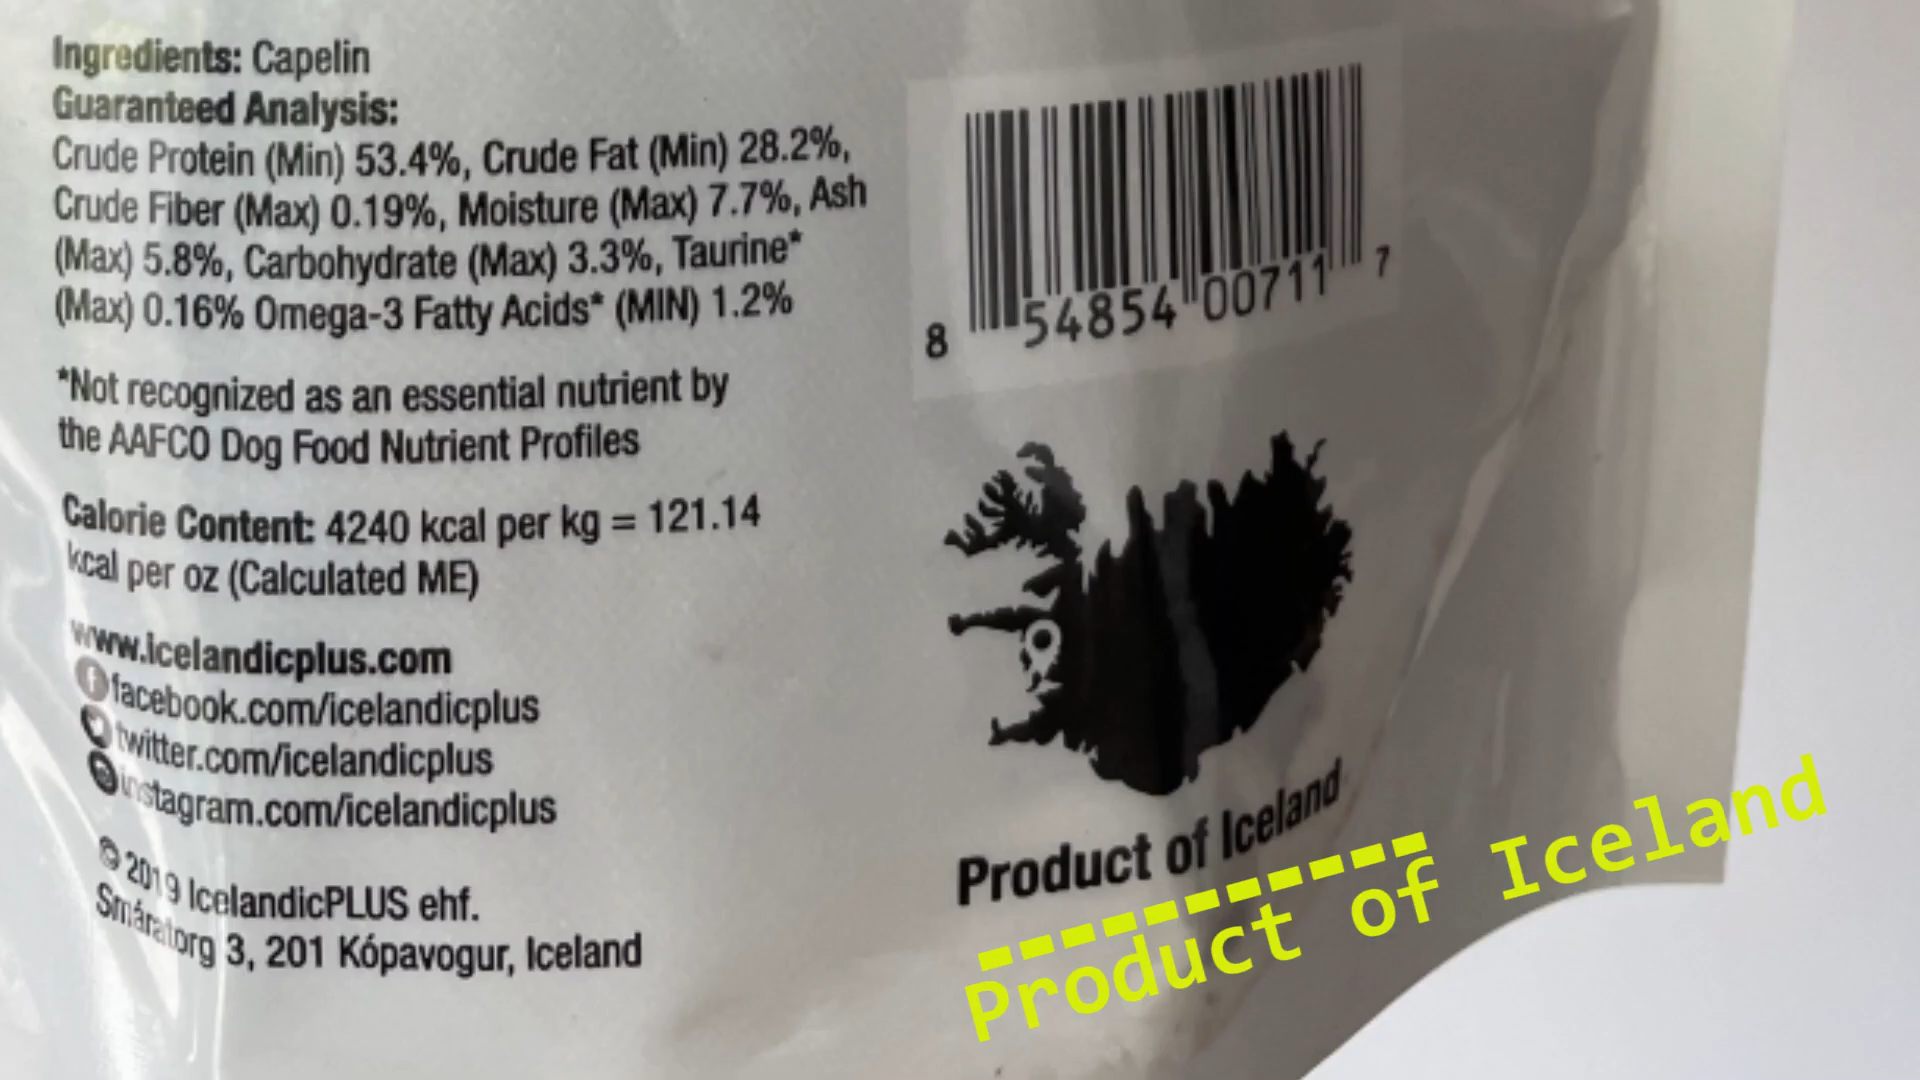 Ingredients: Capelin
Guaranteed Analysis:
Crude Protein (Min) 53.4%, Crude Fat (Min) 28.2%,
Crude Fiber (Max) 0.19%, Moisture (Max) 7.7%, Ash
(Max) 5.8%, Carbohydrate (Max) 3.3%, Taurine*
(Max) 0.16% Omega-3 Fatty Acids* (MIN) 1.2%
*Not recognized as an essential nutrient by
the AAFCO Dog Food Nutrient Profiles
Calorie Content: 4240 kcal per kg = 121.14
kcal per oz (Calculated ME)
www.icelandicplus.com
facebook.com/icelandicplus
twitter.com/icelandicplus
instagram.com/icelandicplus
© 2019 IcelandicPLUS ehf.
Smáratorg 3, 201 Kópavogur, Iceland
8 54854 00711 7
Product of Iceland
Product of Iceland